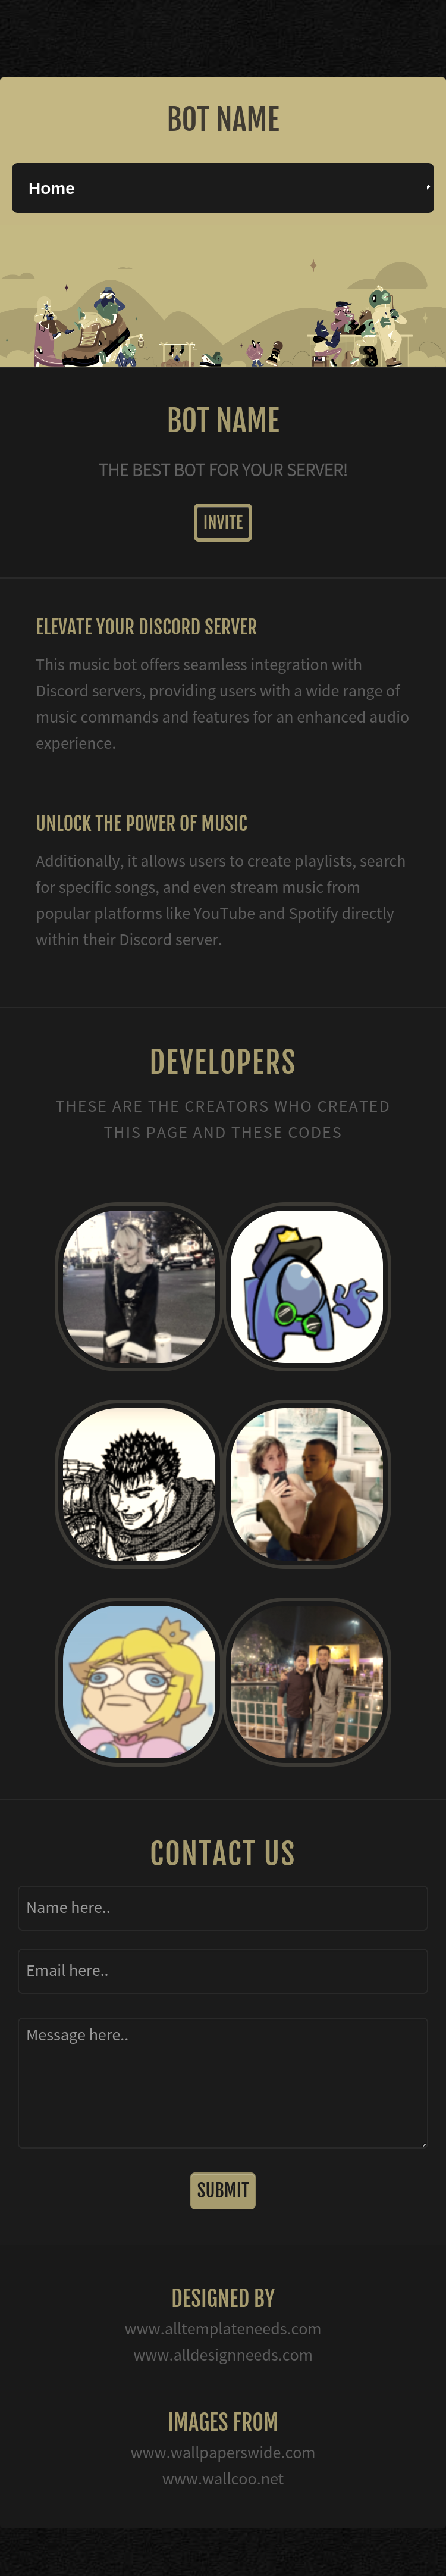 BOT NAME
Home
BOT NAME
THE BEST BOT FOR YOUR SERVER!
INVITE
ELEVATE YOUR DISCORD SERVER
This music bot offers seamless integration with
Discord servers, providing users with a wide range of
music commands and features for an enhanced audio
experience.
UNLOCK THE POWER OF MUSIC
Additionally, it allows users to create playlists, search
for specific songs, and even stream music from
popular platforms like YouTube and Spotify directly
within their Discord server.
DEVELOPERS
THESE ARE THE CREATORS WHO CREATED
THIS PAGE AND THESE CODES
CONTACT US
Name here..
Email here..
Message here..
SUBMIT
DESIGNED BY
www.alltemplateneeds.com
www.alldesignneeds.com
IMAGES FROM
www.wallpaperswide.com
www.wallcoo.net